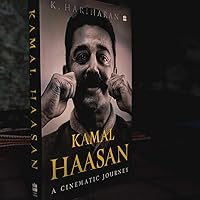 K. HARIHARAN
KAMAL HAASAN
KAMAL
HAASAN
A CINEMATIC JOURNEY